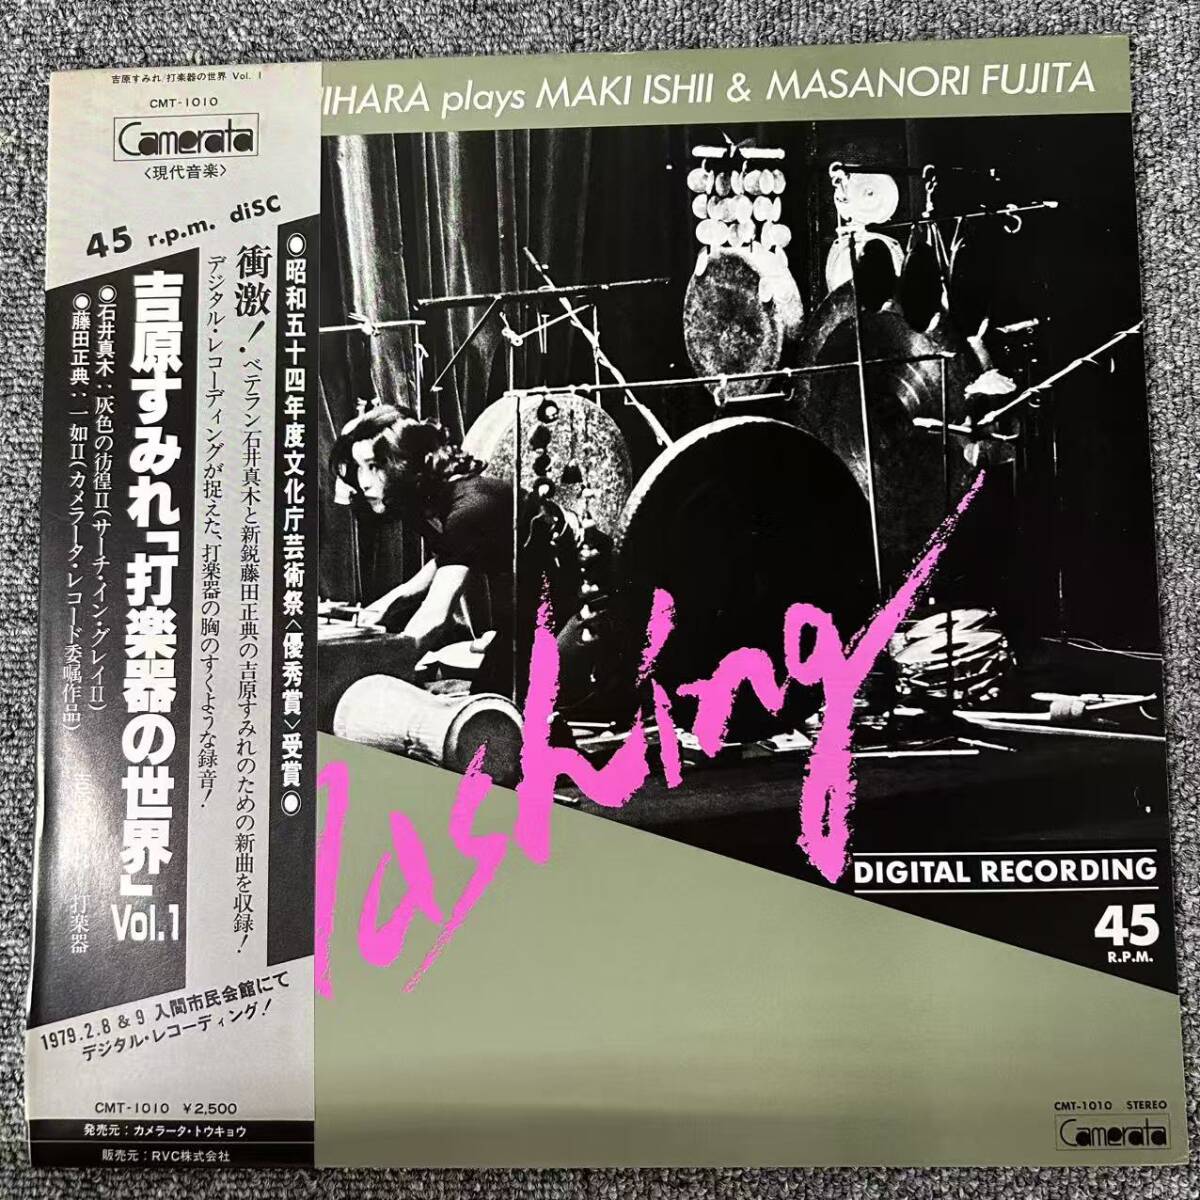 吉原すみれ/打楽器の世界 Vol. 1
CMT-1010
Camerata
〈現代音楽〉
45 r.p.m. disc
◉昭和五十四年度文化庁芸術祭〈優秀賞〉受賞◉
衝激!ベテラン石井真木と新鋭藤田正典の吉原すみれのための新曲を収録!
デジタル・レコーディングが捉えた、打楽器の胸のすくような録音!
吉原すみれ「打楽器の世界」Vol.1
●石井真木:灰色の彷徨II(サーチ・イン・グレイII)
●藤田正典:一如II(カメラータ・レコード委嘱作品)
打楽器
1979.2.8 & 9 入間市民会館にて
デジタル・レコーディング!
CMT-1010 ¥2,500
発売元:カメラータ・トウキョウ
販売元:RVC株式会社
IHARA plays MAKI ISHII & MASANORI FUJITA
lashing
DIGITAL RECORDING
45
R.P.M.
CMT-1010 STEREO
Camerata